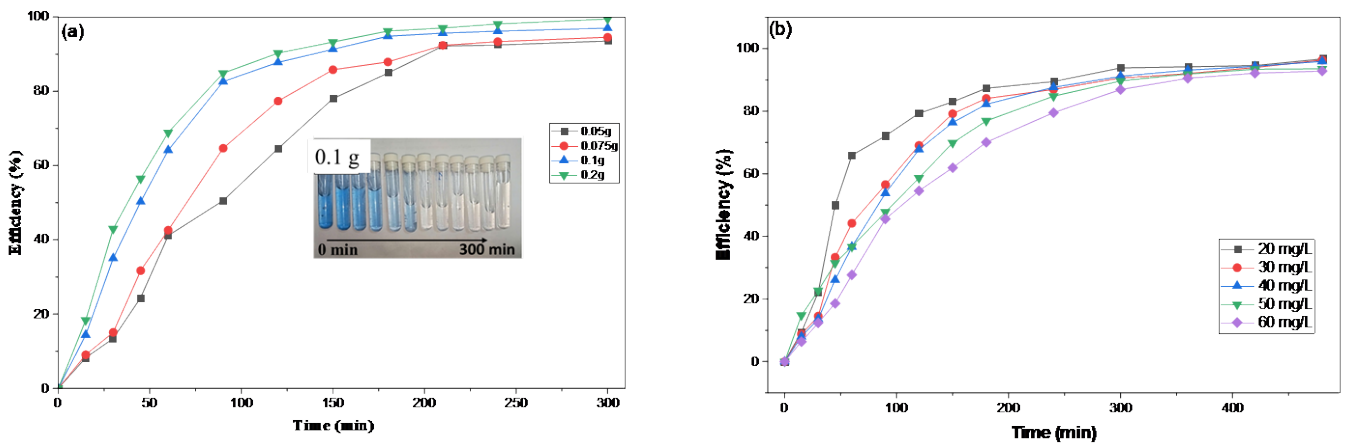 (a)
Efficiency (%)
100
80
60
40
20
0
0 50 100 150 200 250 300
Time (min)
0.05g
0.075g
0.1g
0.2g
0.1 g
0 min 300 min
(b)
Efficiency (%)
100
80
60
40
20
0
0 100 200 300 400
Time (min)
20 mg/L
30 mg/L
40 mg/L
50 mg/L
60 mg/L